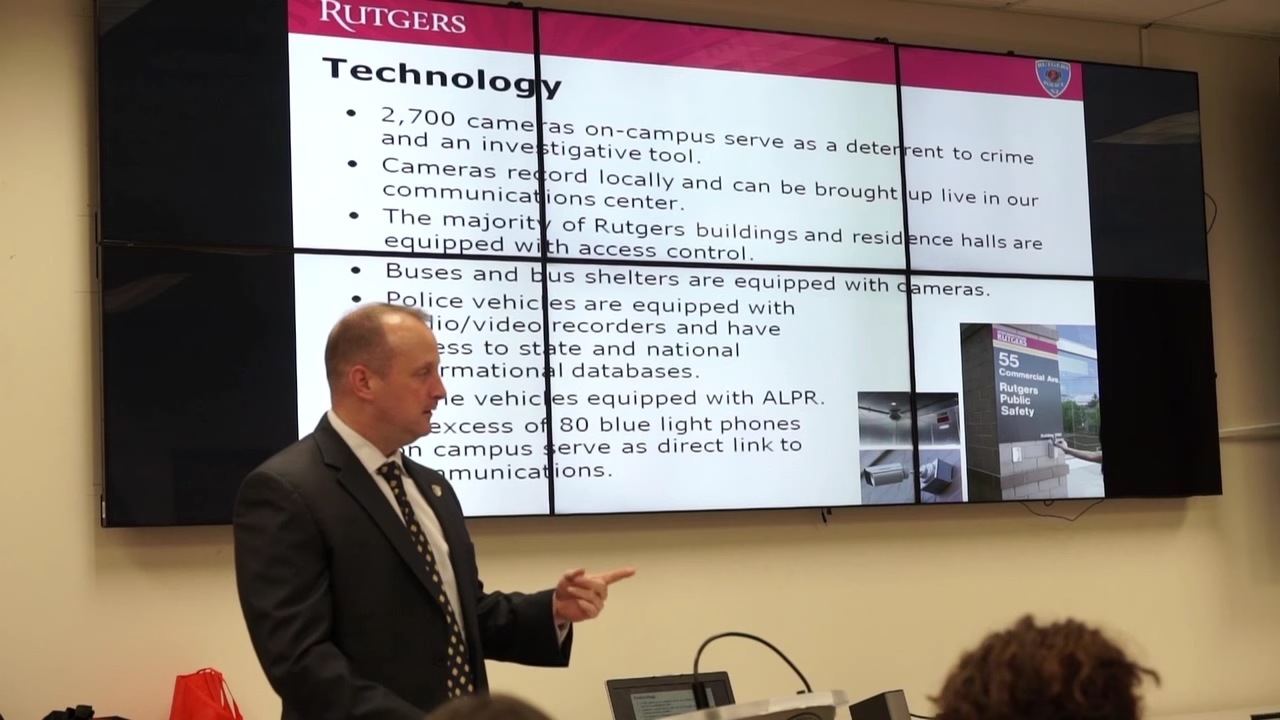 RUTGERS
Technology
• 2,700 cameras on-campus serve as a deterrent to crime
and an investigative tool.
• Cameras record locally and can be brought up live in our
communications center.
• The majority of Rutgers buildings and residence halls are
equipped with access control.
• Buses and bus shelters are equipped with cameras.
• Police vehicles are equipped with
dio/video recorders and have
ess to state and national
rmational databases.
e vehicles equipped with ALPR.
excess of 80 blue light phones
n campus serve as direct link to
mmunications.
RUTGERS
55
Commercial Ave
Rutgers
Public
Safety